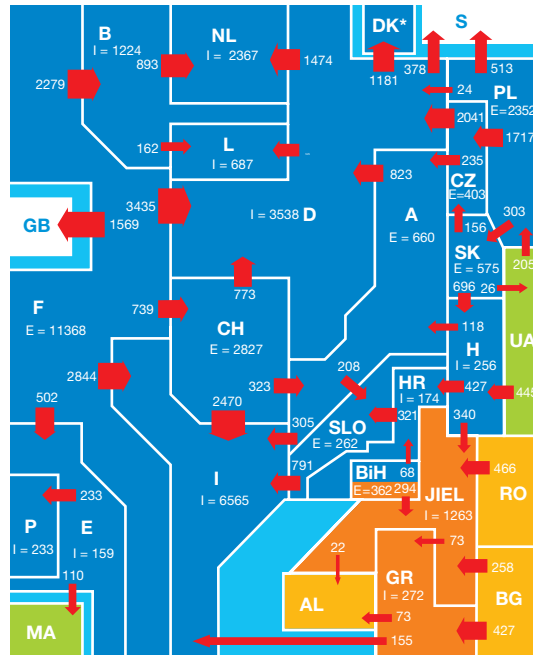 DK*
S
B
NL
I = 1224
I = 2367
893
1474
2279
1181
378
513
24
PL
E=2352
2041
1717
162
L
I = 687
-
235
823
CZ
E=403
3435
I = 3538 D
A
E = 660
GB
1569
156
303
SK
E = 575
205
773
696
26
F
E = 11368
739
CH
E = 2827
118
UA
H
I = 256
2844
208
323
HR
I = 174
427
445
502
2470
305
SLO
E = 262
321
340
791
BiH
68
E=362
294
JIEL
I = 1263
466
RO
I
I = 6565
233
P
I = 233
E
I = 159
73
22
110
GR
I = 272
258
AL
73
BG
MA
155
427